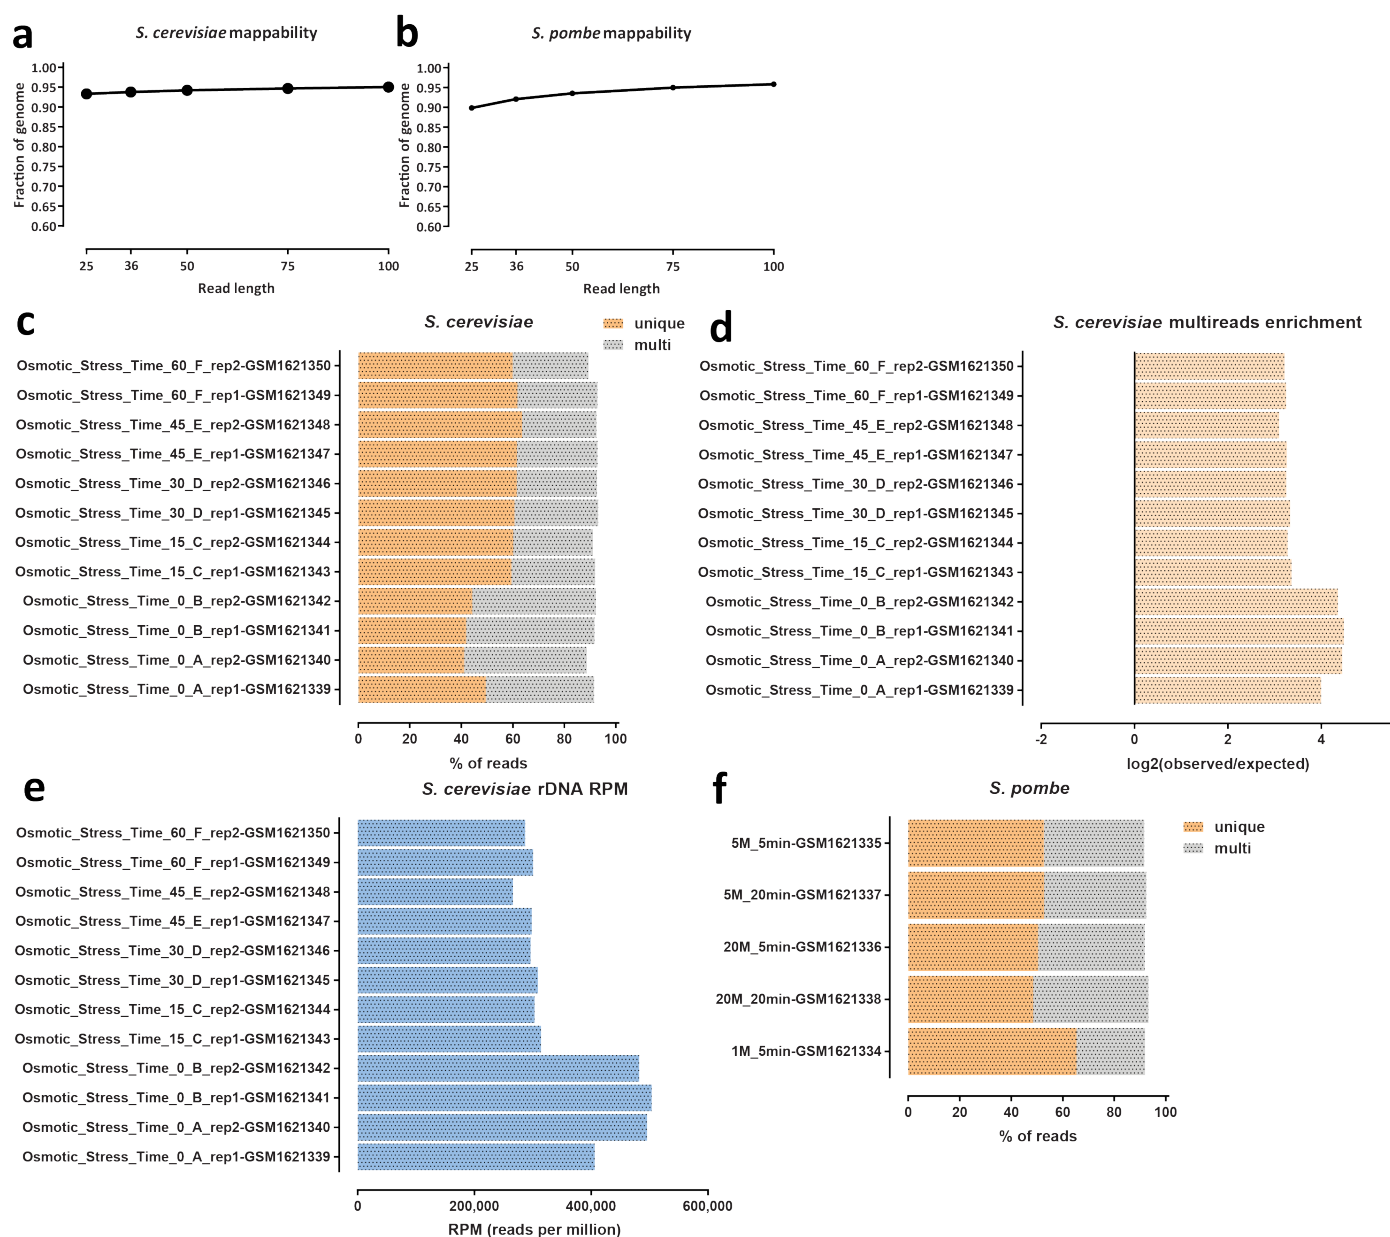 a
S. cerevisiae mappability
Fraction of genome
1.00
0.95
0.90
0.85
0.80
0.75
0.70
0.65
0.60
25 36 50 75 100
Read length
b
S. pombe mappability
Fraction of genome
1.00
0.95
0.90
0.85
0.80
0.75
0.70
0.65
0.60
25 36 50 75 100
Read length
c
S. cerevisiae
unique
multi
Osmotic_Stress_Time_60_F_rep2-GSM1621350
Osmotic_Stress_Time_60_F_rep1-GSM1621349
Osmotic_Stress_Time_45_E_rep2-GSM1621348
Osmotic_Stress_Time_45_E_rep1-GSM1621347
Osmotic_Stress_Time_30_D_rep2-GSM1621346
Osmotic_Stress_Time_30_D_rep1-GSM1621345
Osmotic_Stress_Time_15_C_rep2-GSM1621344
Osmotic_Stress_Time_15_C_rep1-GSM1621343
Osmotic_Stress_Time_0_B_rep2-GSM1621342
Osmotic_Stress_Time_0_B_rep1-GSM1621341
Osmotic_Stress_Time_0_A_rep2-GSM1621340
Osmotic_Stress_Time_0_A_rep1-GSM1621339
0 20 40 60 80 100
% of reads
d
S. cerevisiae multireads enrichment
Osmotic_Stress_Time_60_F_rep2-GSM1621350
Osmotic_Stress_Time_60_F_rep1-GSM1621349
Osmotic_Stress_Time_45_E_rep2-GSM1621348
Osmotic_Stress_Time_45_E_rep1-GSM1621347
Osmotic_Stress_Time_30_D_rep2-GSM1621346
Osmotic_Stress_Time_30_D_rep1-GSM1621345
Osmotic_Stress_Time_15_C_rep2-GSM1621344
Osmotic_Stress_Time_15_C_rep1-GSM1621343
Osmotic_Stress_Time_0_B_rep2-GSM1621342
Osmotic_Stress_Time_0_B_rep1-GSM1621341
Osmotic_Stress_Time_0_A_rep2-GSM1621340
Osmotic_Stress_Time_0_A_rep1-GSM1621339
-2 0 2 4
log2(observed/expected)
e
S. cerevisiae rDNA RPM
Osmotic_Stress_Time_60_F_rep2-GSM1621350
Osmotic_Stress_Time_60_F_rep1-GSM1621349
Osmotic_Stress_Time_45_E_rep2-GSM1621348
Osmotic_Stress_Time_45_E_rep1-GSM1621347
Osmotic_Stress_Time_30_D_rep2-GSM1621346
Osmotic_Stress_Time_30_D_rep1-GSM1621345
Osmotic_Stress_Time_15_C_rep2-GSM1621344
Osmotic_Stress_Time_15_C_rep1-GSM1621343
Osmotic_Stress_Time_0_B_rep2-GSM1621342
Osmotic_Stress_Time_0_B_rep1-GSM1621341
Osmotic_Stress_Time_0_A_rep2-GSM1621340
Osmotic_Stress_Time_0_A_rep1-GSM1621339
0 200,000 400,000 600,000
RPM (reads per million)
f
S. pombe
unique
multi
5M_5min-GSM1621335
5M_20min-GSM1621337
20M_5min-GSM1621336
20M_20min-GSM1621338
1M_5min-GSM1621334
0 20 40 60 80 100
% of reads